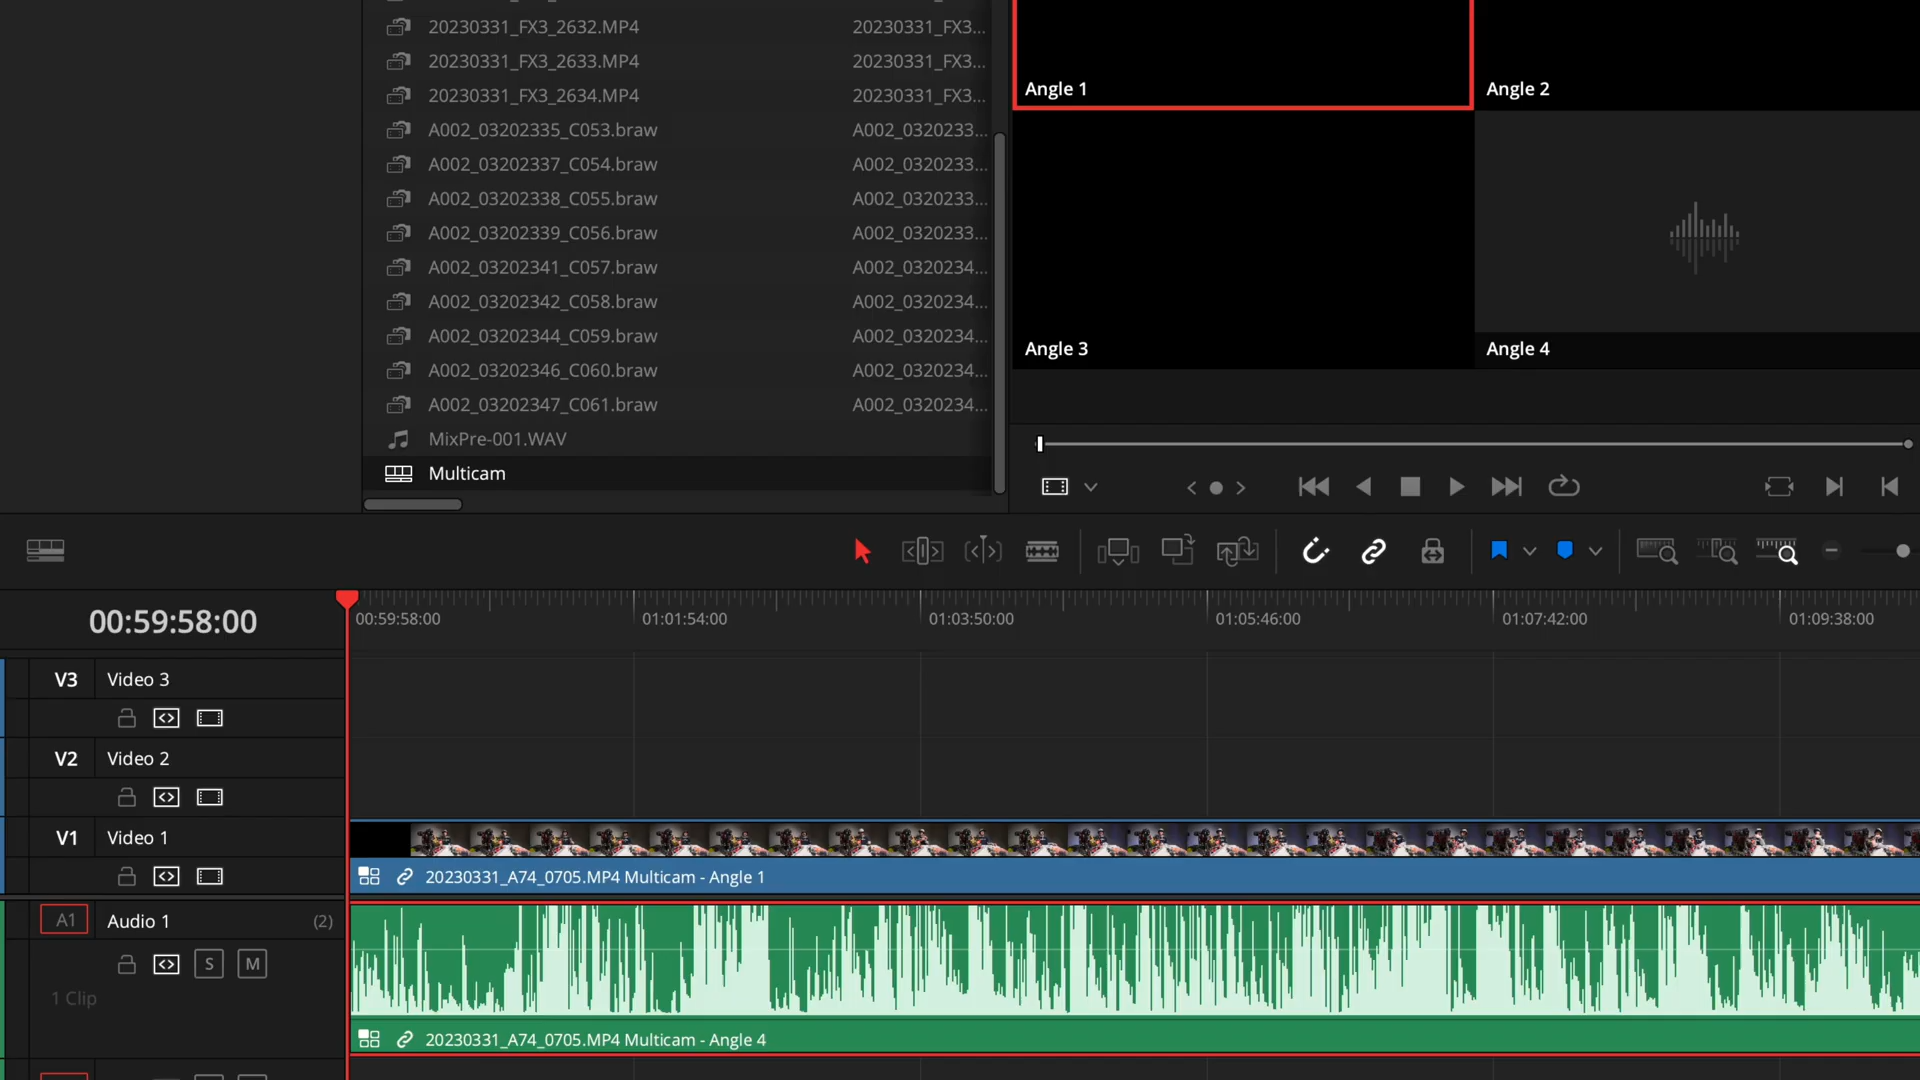 20230331_FX3_2632.MP4 20230331_FX3...
20230331_FX3_2633.MP4 20230331_FX3...
20230331_FX3_2634.MP4 20230331_FX3...
A002_03202335_C053.braw A002_0320233...
A002_03202337_C054.braw A002_0320233...
A002_03202338_C055.braw A002_0320233...
A002_03202339_C056.braw A002_0320233...
A002_03202341_C057.braw A002_0320234...
A002_03202342_C058.braw A002_0320234...
A002_03202344_C059.braw A002_0320234...
A002_03202346_C060.braw A002_0320234...
A002_03202347_C061.braw A002_0320234...
MixPre-001.WAV
Multicam
Angle 1
Angle 2
Angle 3
Angle 4
00:59:58:00
00:59:58:00 01:01:54:00 01:03:50:00 01:05:46:00 01:07:42:00 01:09:38:00
V3 Video 3
V2 Video 2
V1 Video 1
20230331_A74_0705.MP4 Multicam - Angle 1
A1 Audio 1 (2)
S M
1 Clip
20230331_A74_0705.MP4 Multicam - Angle 4